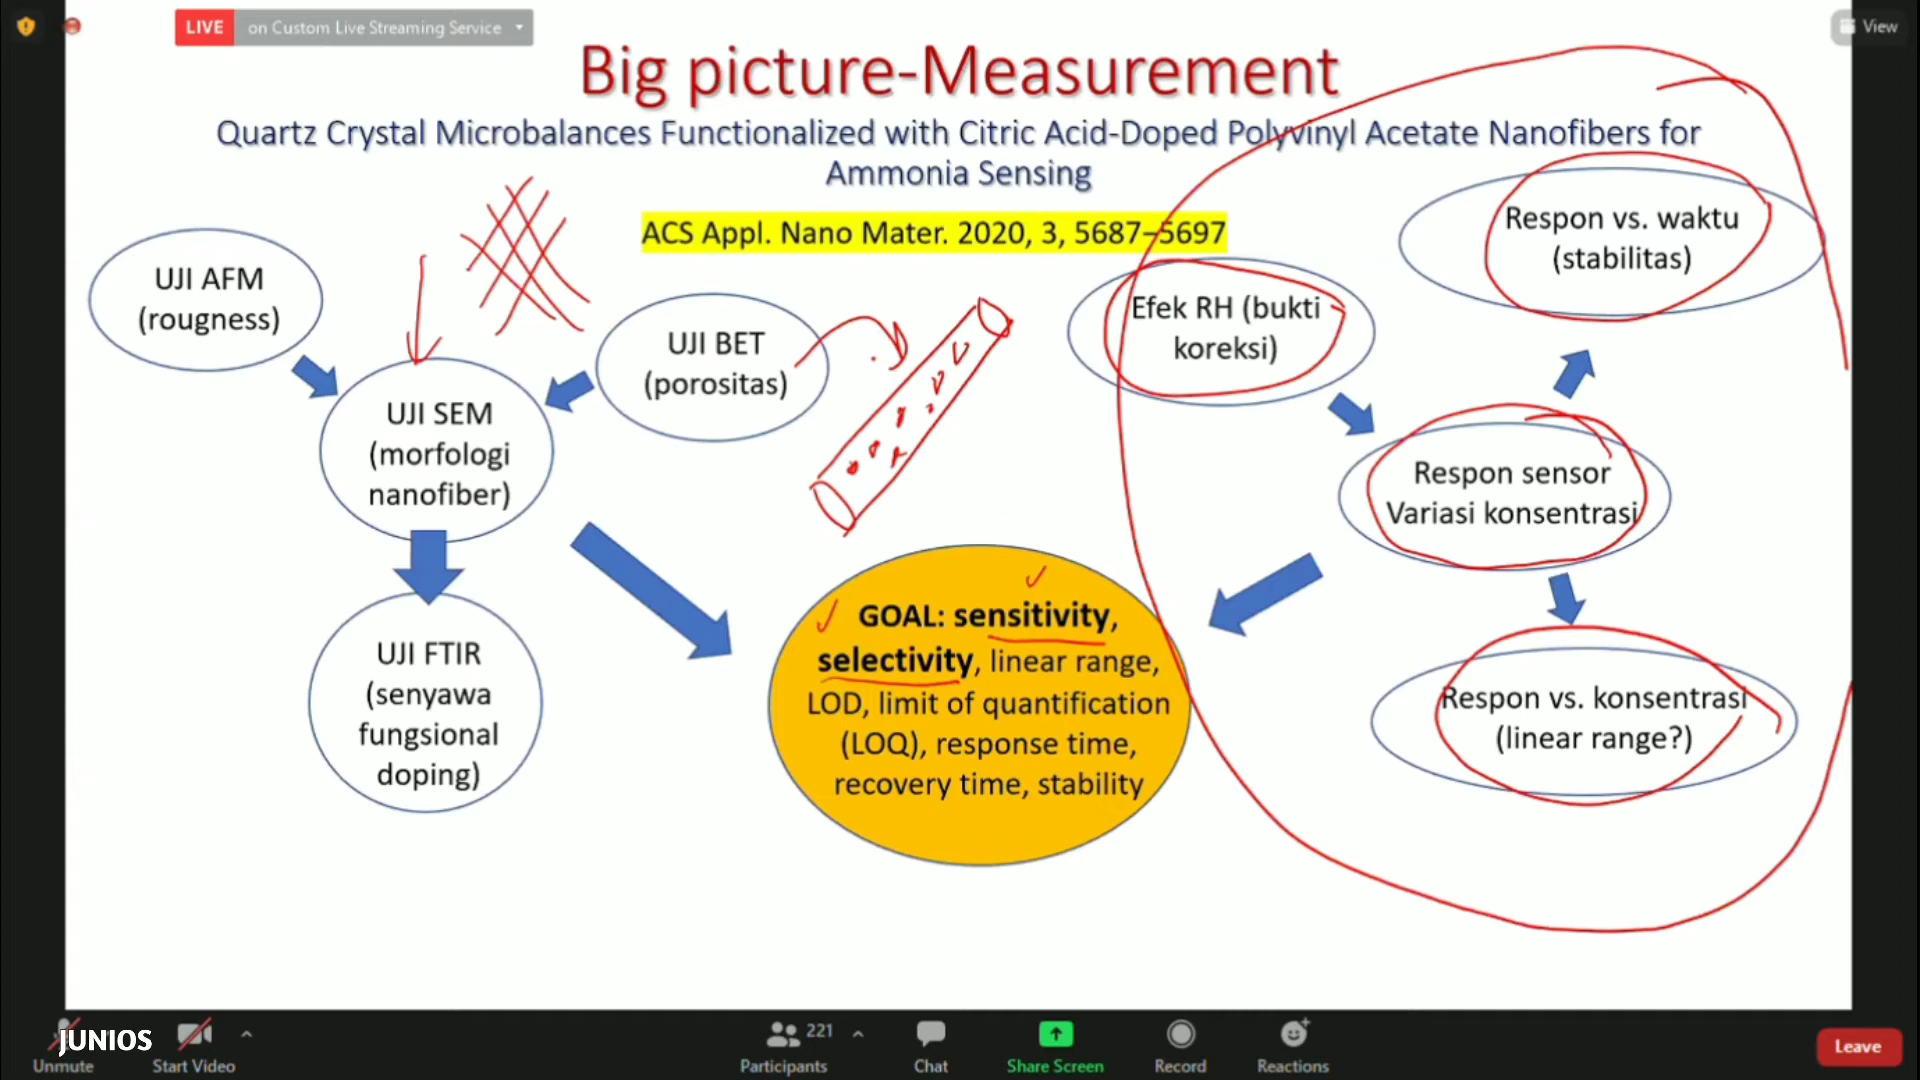 LIVE on Custom Live Streaming Service
View
Big picture-Measurement
Quartz Crystal Microbalances Functionalized with Citric Acid-Doped Polyvinyl Acetate Nanofibers for
Ammonia Sensing
ACS Appl. Nano Mater. 2020, 3, 5687–5697
UJI AFM
(rougness)
UJI SEM
(morfologi
nanofiber)
UJI BET
(porositas)
UJI FTIR
(senyawa
fungsional
doping)
GOAL: sensitivity,
selectivity, linear range,
LOD, limit of quantification
(LOQ), response time,
recovery time, stability
Efek RH (bukti
koreksi)
Respon vs. waktu
(stabilitas)
Respon sensor
Variasi konsentrasi
Respon vs. konsentrasi
(linear range?)
JUNIOS
Unmute
Start Video
221
Participants
Chat
Share Screen
Record
Reactions
Leave